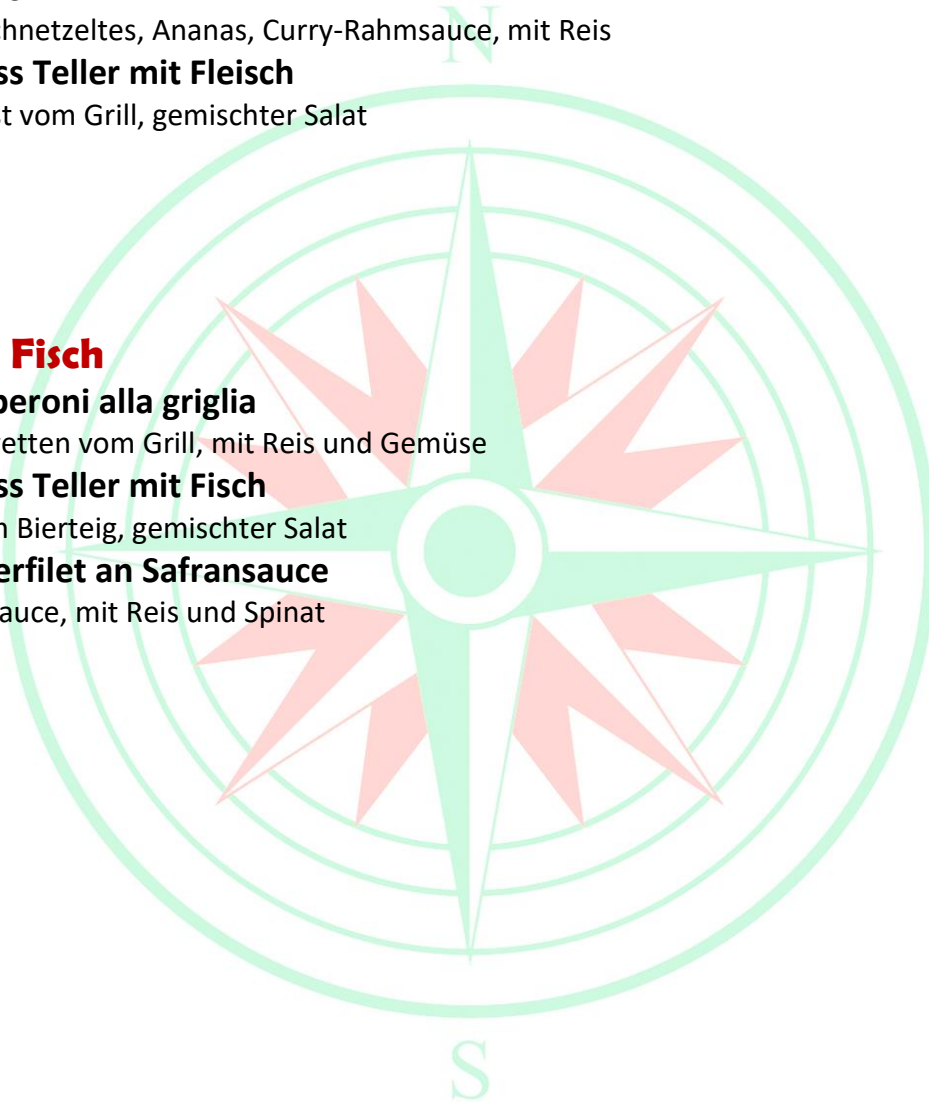 chnetzeltes, Ananas, Curry-Rahmsauce, mit Reis
N
ss Teller mit Fleisch
st vom Grill, gemischter Salat
Fisch
peroni alla griglia
etten vom Grill, mit Reis und Gemüse
ss Teller mit Fisch
n Bierteig, gemischter Salat
erfilet an Safransauce
auce, mit Reis und Spinat
S